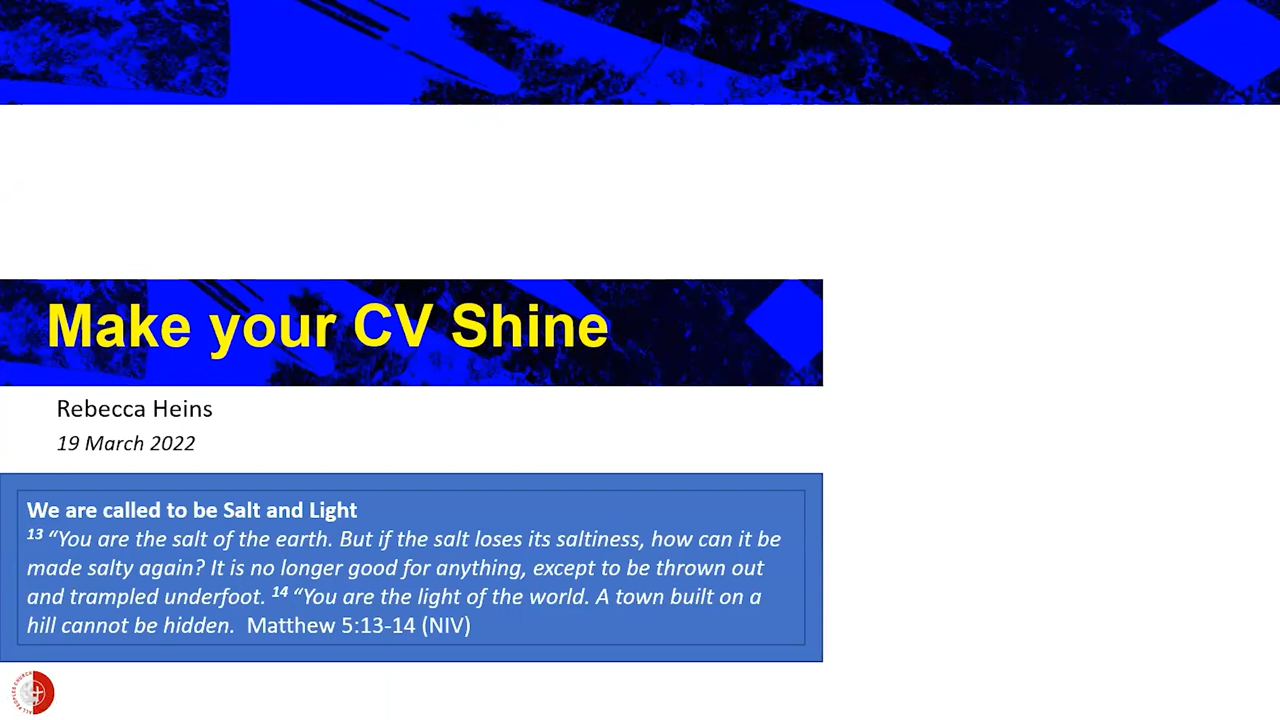 Make your CV Shine
Rebecca Heins
19 March 2022
We are called to be Salt and Light
13 “You are the salt of the earth. But if the salt loses its saltiness, how can it be
made salty again? It is no longer good for anything, except to be thrown out
and trampled underfoot. 14 “You are the light of the world. A town built on a
hill cannot be hidden. Matthew 5:13-14 (NIV)
ALL PEOPLES CHURCH